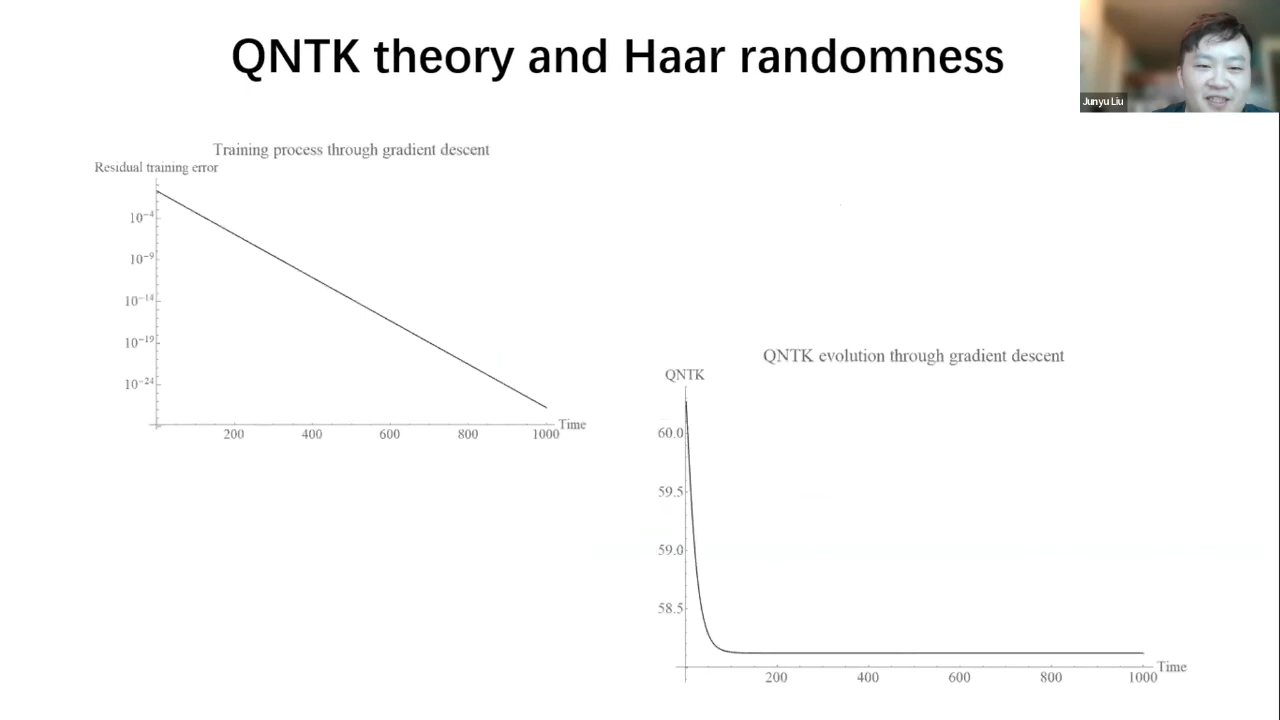 QNTK theory and Haar randomness
Junyu Liu
Training process through gradient descent
Residual training error
10⁻⁴
10⁻⁹
10⁻¹⁴
10⁻¹⁹
10⁻²⁴
200 400 600 800 1000 Time
QNTK evolution through gradient descent
QNTK
60.0
59.5
59.0
58.5
200 400 600 800 1000 Time